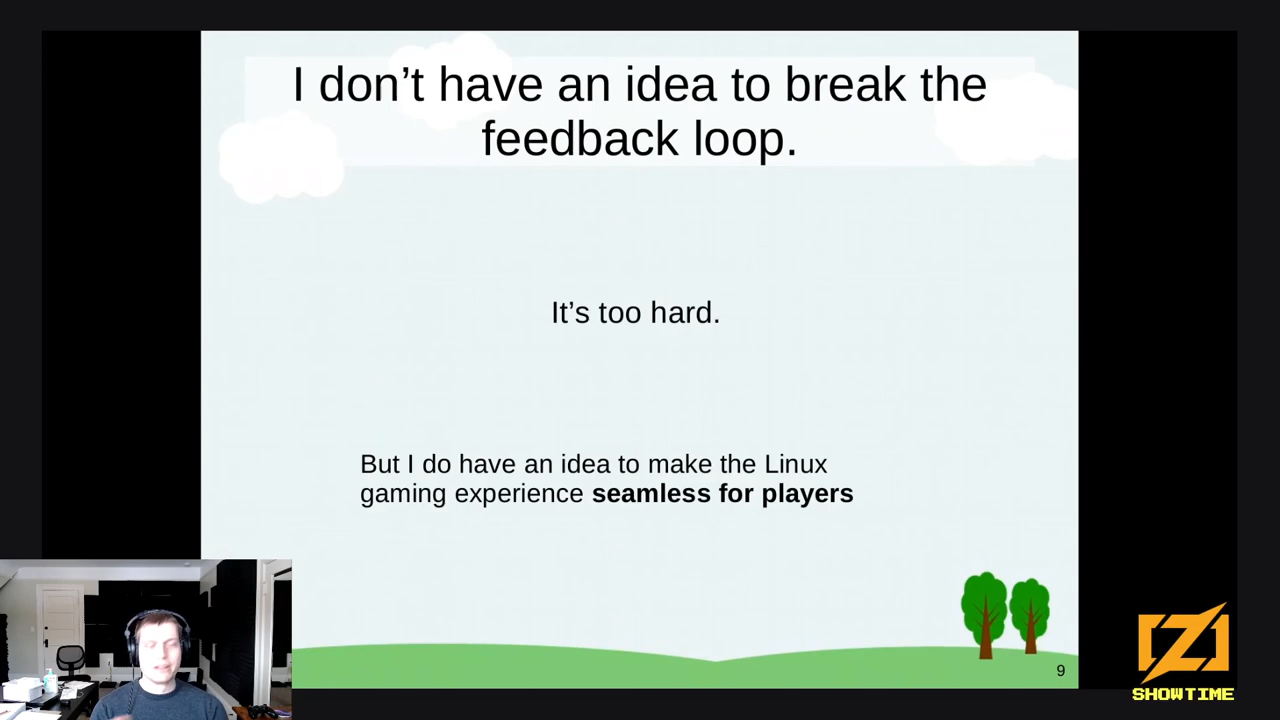 I don’t have an idea to break the
feedback loop.
It’s too hard.
But I do have an idea to make the Linux
gaming experience seamless for players
9
Z
SHOWTIME